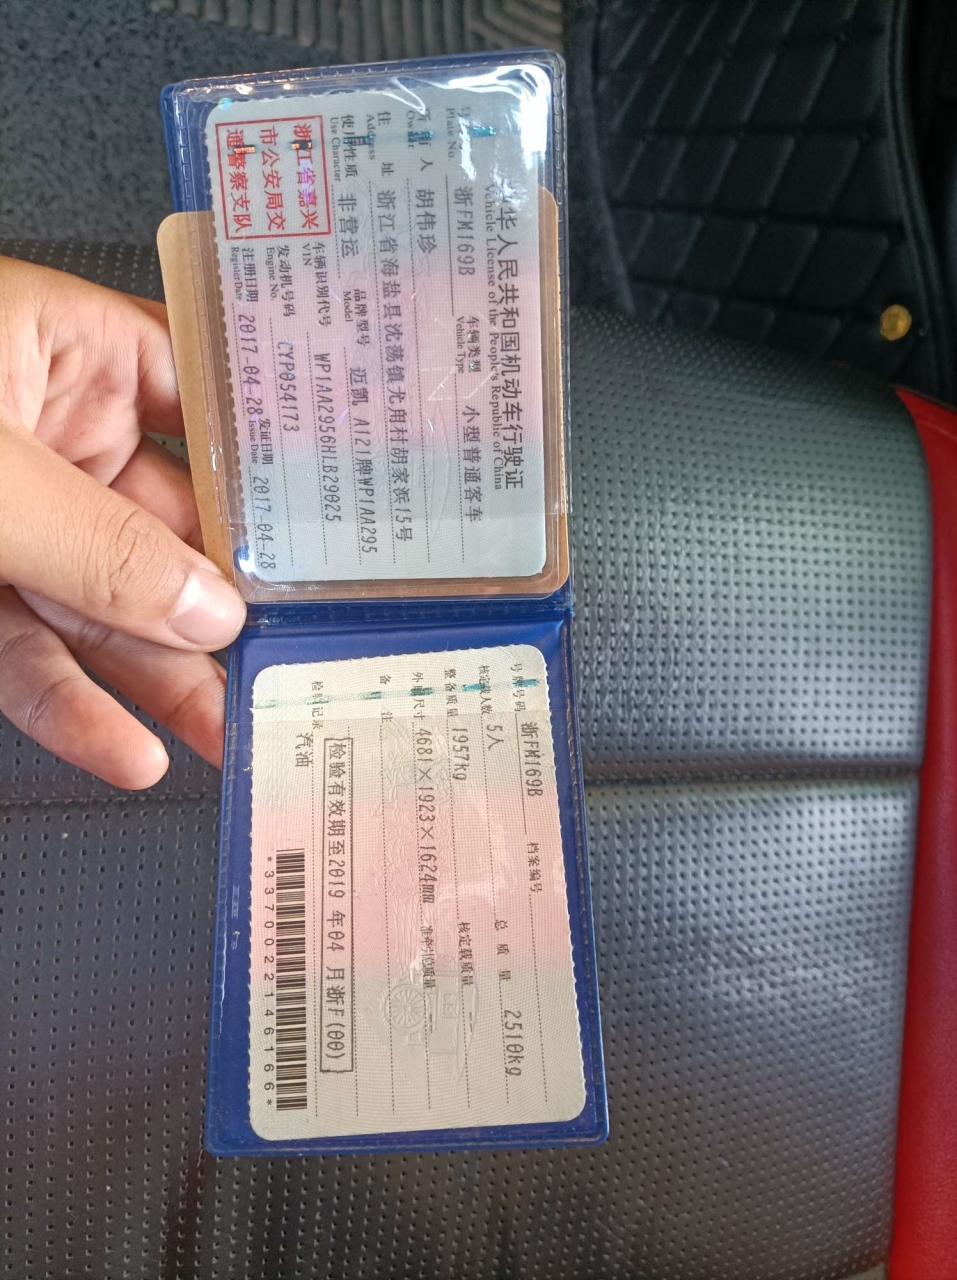 中华人民共和国机动车行驶证
Vehicle License of the People's Republic of China
号牌号码 浙FM169B 车辆类型 小型普通客车
Plate No. Vehicle Type
所有人 胡伟珍
Owner
住址 浙江省海盐县沈荡镇尤甪村胡家浜15号
Address
使用性质 非营运 品牌型号 迈凯 A121牌WP1AA295
Use Character Model
浙江省嘉兴
市公安局交
通警察支队
车辆识别代号 WP1AA2956HLB29025
VIN
发动机号码 CYP054173
Engine No.
注册日期 2017-04-28 发证日期 2017-04-28
Register Date Issue Date
号牌号码 浙FM169B 档案编号
核定载人数 5人 总质量 2510kg
整备质量 1957kg 核定载质量 --
外廓尺寸 4681×1923×1624mm 准牵引总质量 --
备注
检验有效期至2019年04月浙F(00)
检验记录
汽油
*3370022146166*